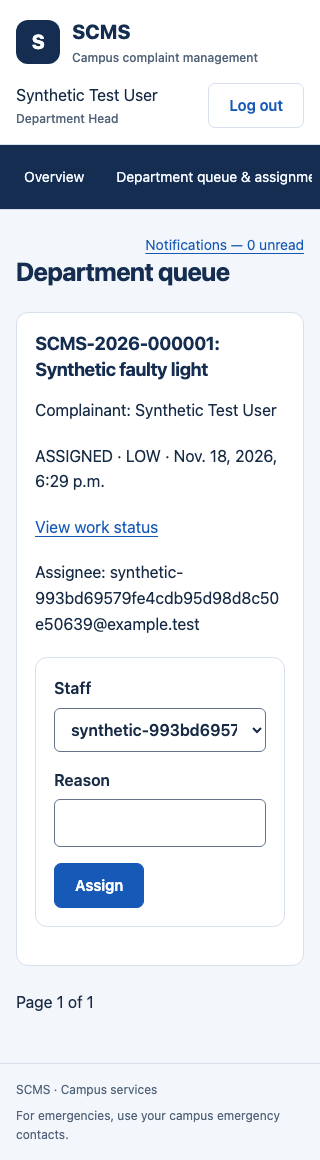 S
SCMS
Campus complaint management
Synthetic Test User
Department Head
Log out
Overview
Department queue & assignme
Notifications — 0 unread
Department queue
SCMS-2026-000001:
Synthetic faulty light
Complainant: Synthetic Test User
ASSIGNED · LOW · Nov. 18, 2026,
6:29 p.m.
View work status
Assignee: synthetic-
993bd69579fe4cdb95d98d8c50
e50639@example.test
Staff
synthetic-993bd6957
Reason
Assign
Page 1 of 1
SCMS · Campus services
For emergencies, use your campus emergency
contacts.